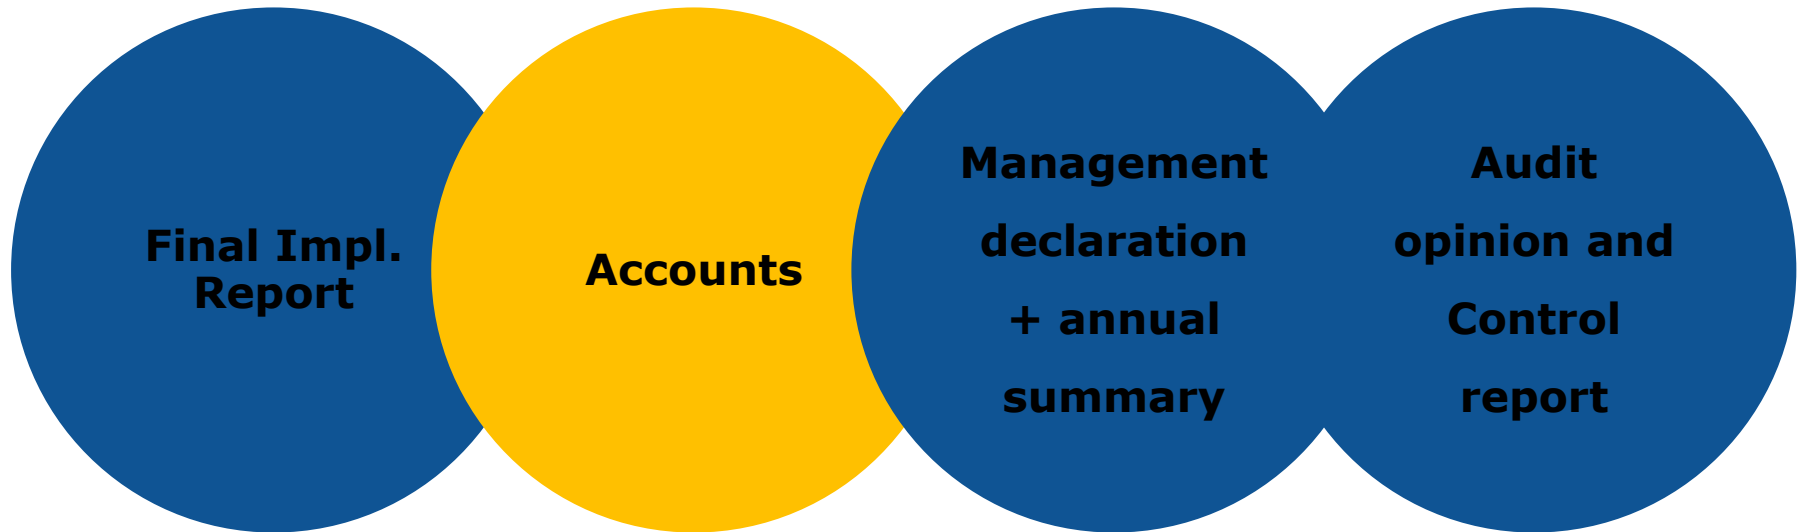 Final Impl.
Report
Accounts
Management
declaration
+ annual
summary
Audit
opinion and
Control
report